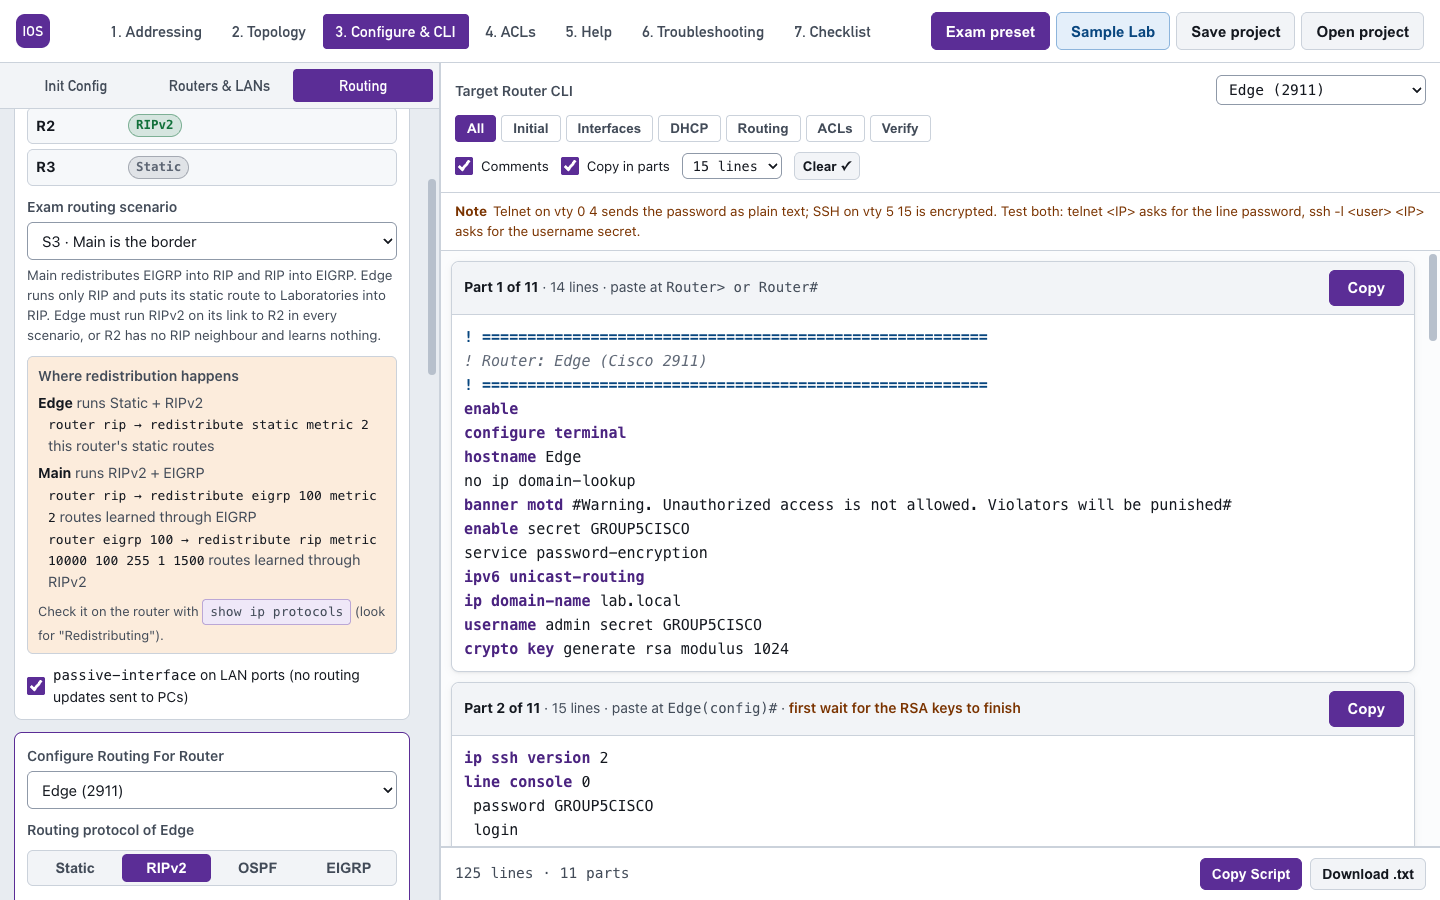 IOS
1. Addressing
2. Topology
3. Configure & CLI
4. ACLs
5. Help
6. Troubleshooting
7. Checklist
Exam preset
Sample Lab
Save project
Open project
Init Config
Routers & LANs
Routing
R2 RIPv2
R3 Static
Exam routing scenario
S3 · Main is the border
Main redistributes EIGRP into RIP and RIP into EIGRP. Edge
runs only RIP and puts its static route to Laboratories into
RIP. Edge must run RIPv2 on its link to R2 in every
scenario, or R2 has no RIP neighbour and learns nothing.
Where redistribution happens
Edge runs Static + RIPv2
router rip → redistribute static metric 2
this router's static routes
Main runs RIPv2 + EIGRP
router rip → redistribute eigrp 100 metric
2 routes learned through EIGRP
router eigrp 100 → redistribute rip metric
10000 100 255 1 1500 routes learned through
RIPv2
Check it on the router with show ip protocols (look
for "Redistributing").
passive-interface on LAN ports (no routing
updates sent to PCs)
Configure Routing For Router
Edge (2911)
Routing protocol of Edge
Static RIPv2 OSPF EIGRP
Target Router CLI
Edge (2911)
All Initial Interfaces DHCP Routing ACLs Verify
Comments Copy in parts 15 lines Clear ✓
Note Telnet on vty 0 4 sends the password as plain text; SSH on vty 5 15 is encrypted. Test both: telnet <IP> asks for the line password, ssh -l <user> <IP>
asks for the username secret.
Part 1 of 11 · 14 lines · paste at Router> or Router#
Copy
! ========================================================
! Router: Edge (Cisco 2911)
! ========================================================
enable
configure terminal
hostname Edge
no ip domain-lookup
banner motd #Warning. Unauthorized access is not allowed. Violators will be punished#
enable secret GROUP5CISCO
service password-encryption
ipv6 unicast-routing
ip domain-name lab.local
username admin secret GROUP5CISCO
crypto key generate rsa modulus 1024
Part 2 of 11 · 15 lines · paste at Edge(config)# · first wait for the RSA keys to finish
Copy
ip ssh version 2
line console 0
password GROUP5CISCO
login
125 lines · 11 parts
Copy Script
Download .txt